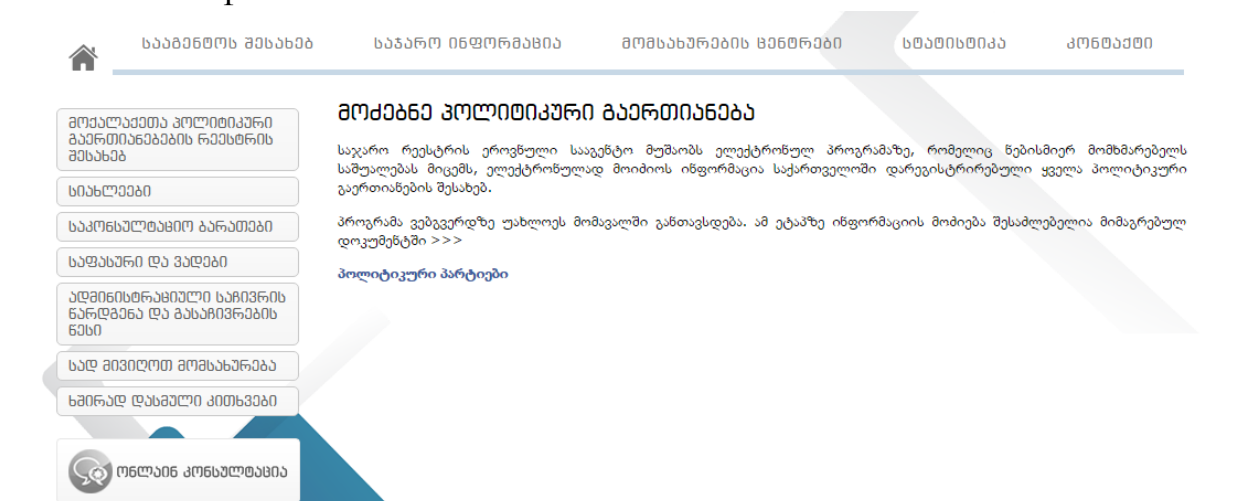 სააგენტოს შესახებ
საჯარო ინფორმაცია
მომსახურების ცენტრები
სტატისტიკა
კონტაქტი
მოქალაქეთა პოლიტიკური
გაერთიანებების რეესტრის
შესახებ
სიახლეები
საკონსულტაციო ბარათები
საფასური და ვადები
ადმინისტრაციული საჩივრის
წარდგენა და გასაჩივრების
წესი
სად მივიღოთ მომსახურება
ხშირად დასმული კითხვები
ონლაინ კონსულტაცია
მოძებნე პოლიტიკური გაერთიანება
საჯარო რეესტრის ეროვნული სააგენტო მუშაობს ელექტრონულ პროგრამაზე, რომელიც ნებისმიერ მომხმარებელს
საშუალებას მიცემს, ელექტრონულად მოიძიოს ინფორმაცია საქართველოში დარეგისტრირებული ყველა პოლიტიკური
გაერთიანების შესახებ.
პროგრამა ვებგვერდზე უახლოეს მომავალში განთავსდება. ამ ეტაპზე ინფორმაციის მოძიება შესაძლებელია მიმაგრებულ
დოკუმენტში >>>
პოლიტიკური პარტიები